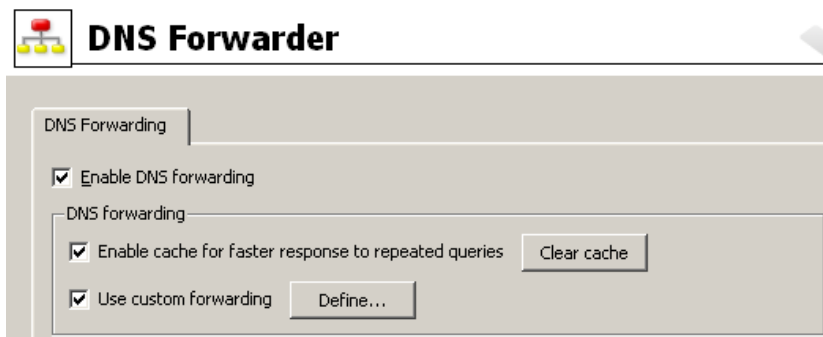 DNS Forwarder
DNS Forwarding
Enable DNS forwarding
DNS forwarding
Enable cache for faster response to repeated queries Clear cache
Use custom forwarding Define...